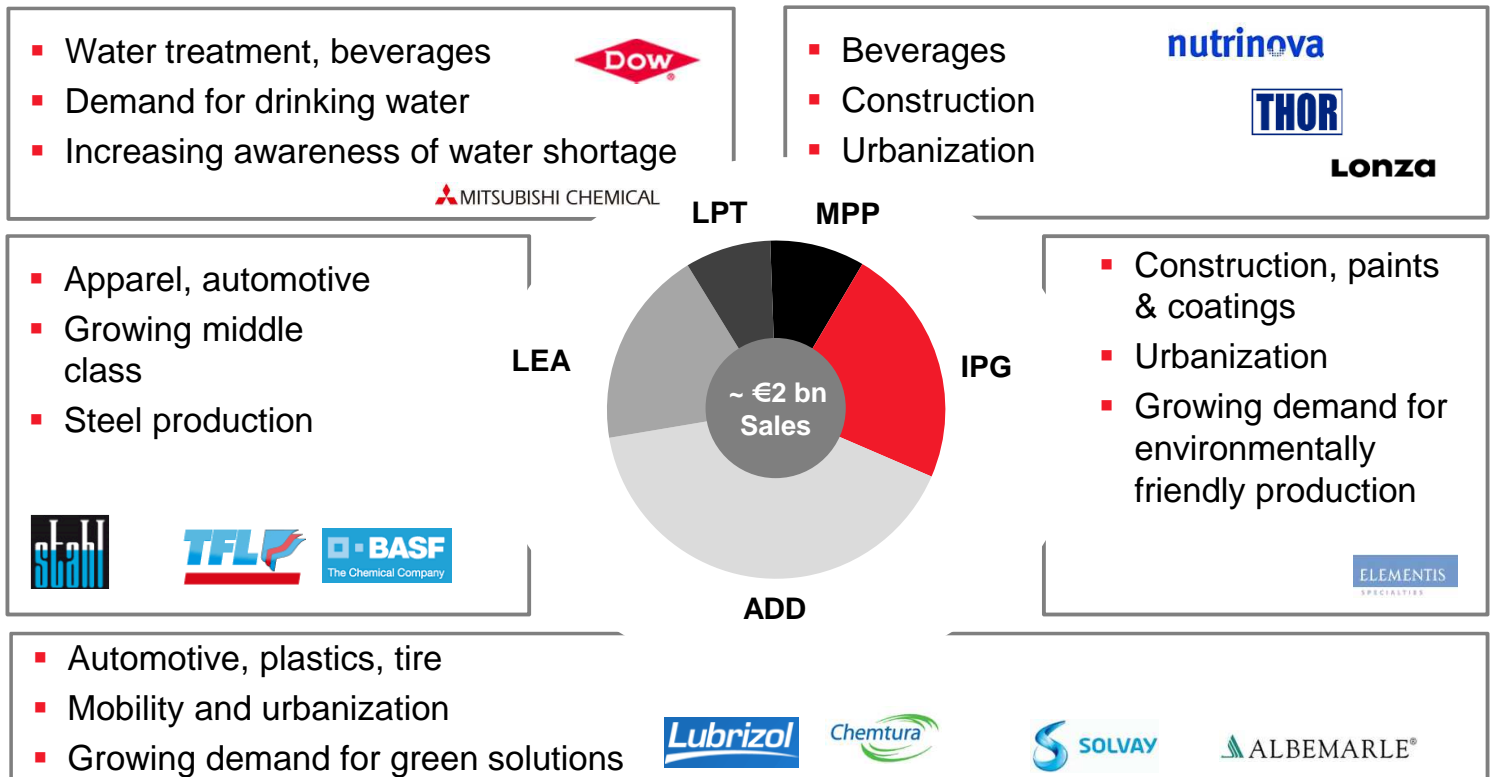 ▪ Water treatment, beverages
DOW®
▪ Demand for drinking water
▪ Increasing awareness of water shortage
MITSUBISHI CHEMICAL
▪ Beverages
▪ Construction
▪ Urbanization
nutrinova
THOR
Lonza
LPT
MPP
▪ Apparel, automotive
▪ Growing middle
class
▪ Steel production
stahl
TFL
BASF
The Chemical Company
LEA
~ €2 bn
Sales
IPG
ADD
▪ Construction, paints
& coatings
▪ Urbanization
▪ Growing demand for
environmentally
friendly production
ELEMENTIS
SPECIALTIES
▪ Automotive, plastics, tire
▪ Mobility and urbanization
▪ Growing demand for green solutions
Lubrizol
Chemtura
SOLVAY
ALBEMARLE®